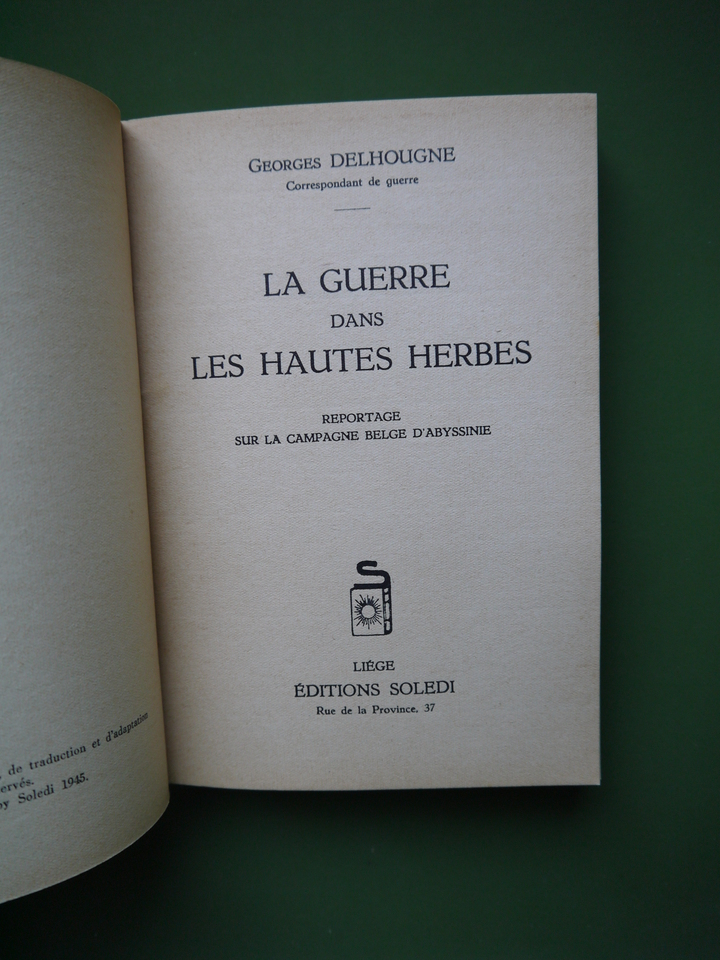 de traduction et d'adaptation
ervés.
by Soledi 1945.
GEORGES DELHOUGNE
Correspondant de guerre
LA GUERRE
DANS
LES HAUTES HERBES
REPORTAGE
SUR LA CAMPAGNE BELGE D'ABYSSINIE
LIÉGE
ÉDITIONS SOLEDI
Rue de la Province, 37